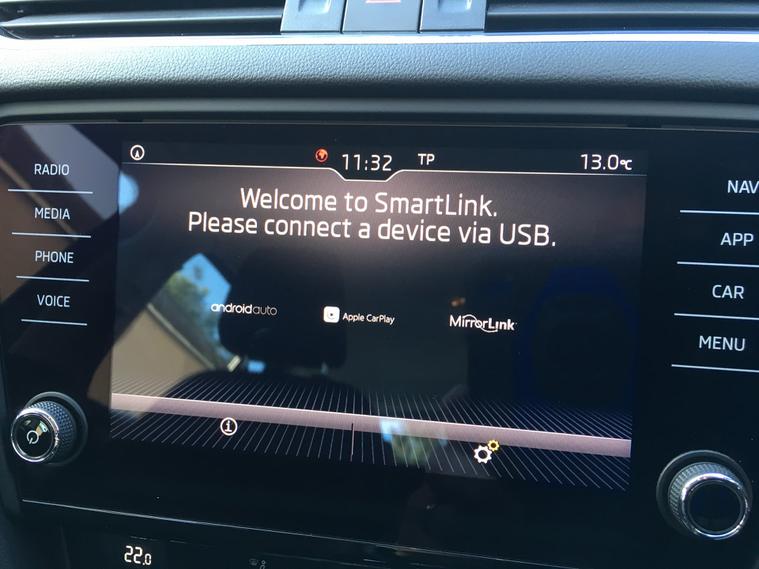 11:32 TP 13.0°C
RADIO
MEDIA
PHONE
VOICE
Welcome to SmartLink.
Please connect a device via USB.
androidauto
Apple CarPlay
MirrorLink
NAV
APP
CAR
MENU
22.0